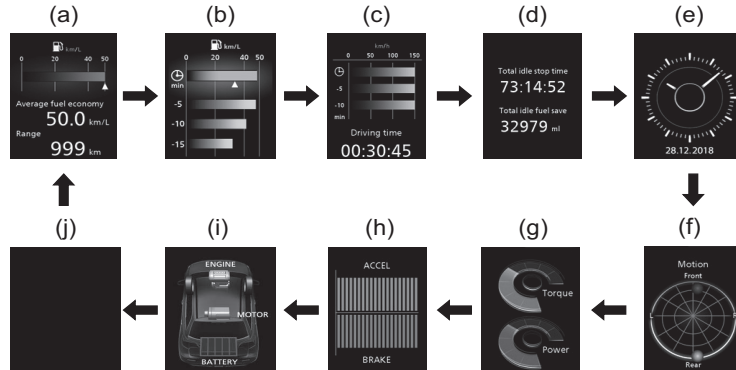 (a)
km/L
0 20 40 50
Average fuel economy
50.0 km/L
Range
999 km
(b)
km/L
0 20 40 50
min
-5
-10
-15
(c)
km/h
0 50 100 150
-5
-10
min
Driving time
00:30:45
(d)
Total idle stop time
73:14:52
Total idle fuel save
32979 ml
(e)
28.12.2018
(j)
(i)
ENGINE
MOTOR
BATTERY
(h)
ACCEL
BRAKE
(g)
Torque
Power
(f)
Motion
Front
Rear